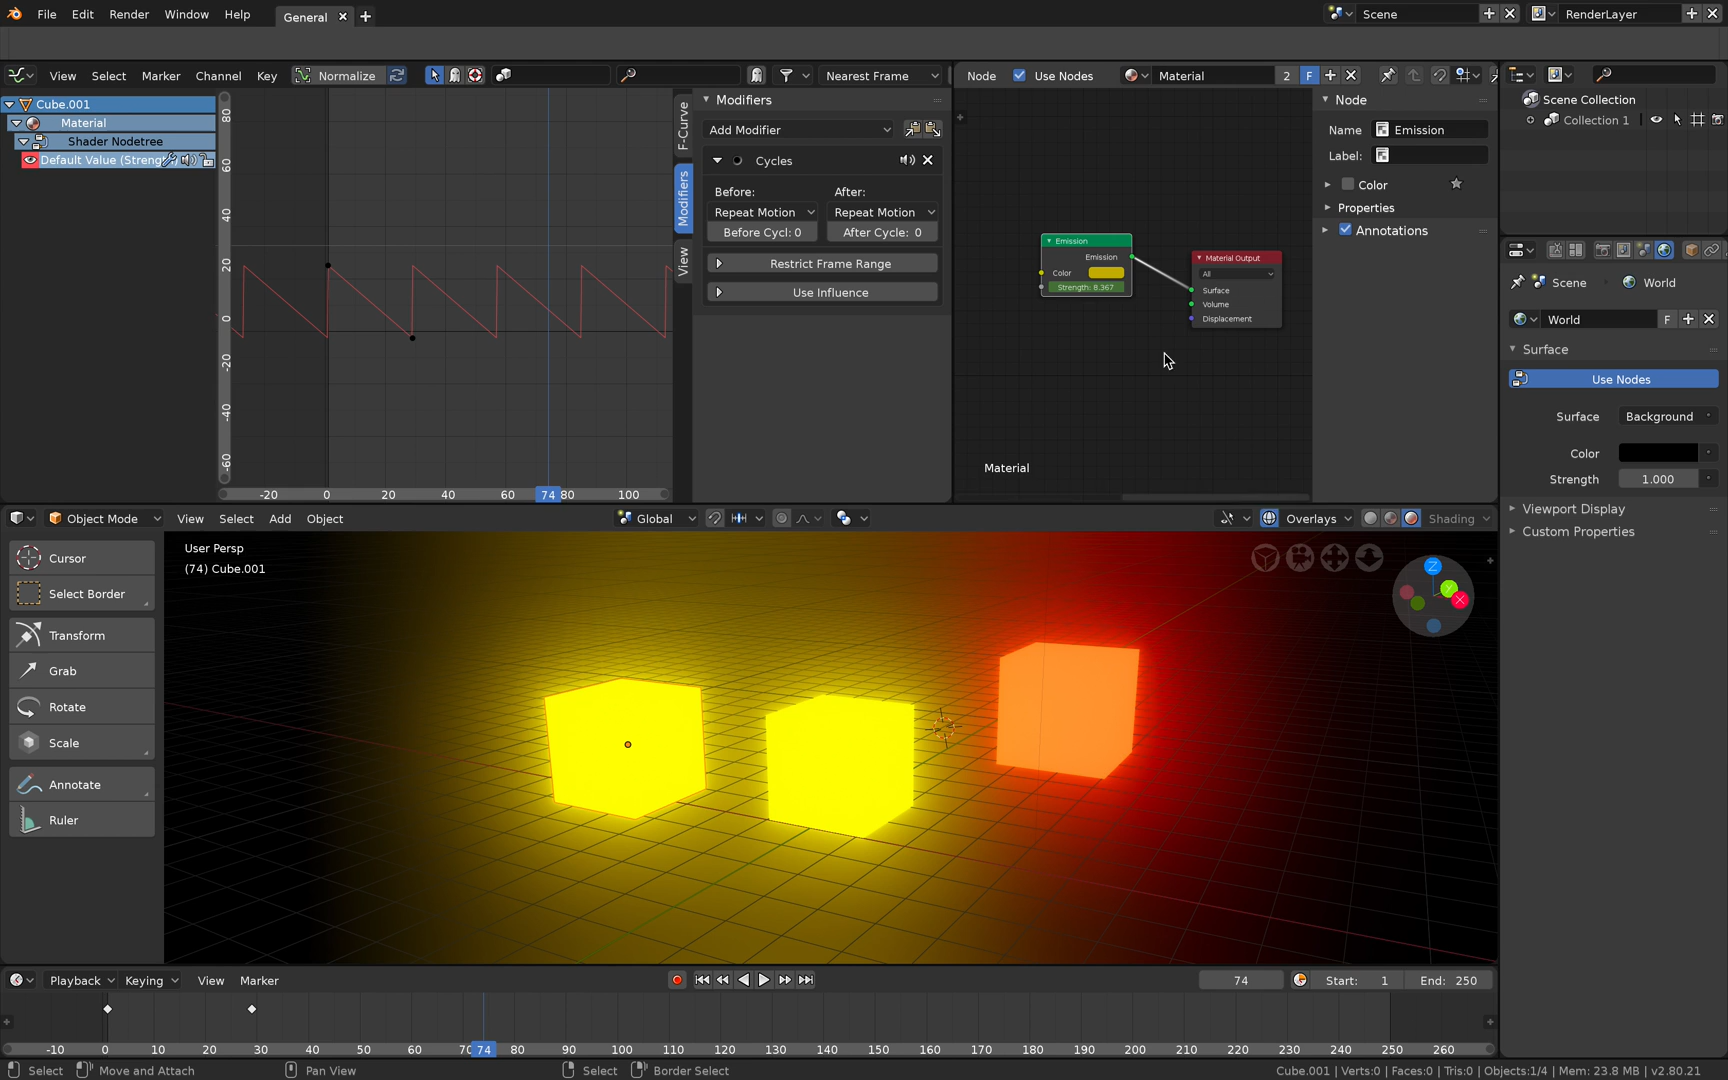 File Edit Render Window Help General Scene RenderLayer
View Select Marker Channel Key Normalize Nearest Frame
Node Use Nodes Material 2 F
Cube.001
Material
Shader Nodetree
Default Value (Streng
80
60
40
20
0
-20
-40
-60
-20 0 20 40 60 74 80 100
F-Curve
Modifiers
View
Modifiers
Add Modifier
Cycles
Before: After:
Repeat Motion Repeat Motion
Before Cycl: 0 After Cycle: 0
Restrict Frame Range
Use Influence
Emission
Emission
Color
Strength: 8.367
Material Output
All
Surface
Volume
Displacement
Material
Node
Name Emission
Label:
Color
Properties
Annotations
Scene Collection
Collection 1
Scene World
World F
Surface
Use Nodes
Surface Background
Color
Strength 1.000
Viewport Display
Custom Properties
Object Mode View Select Add Object Global Overlays Shading
Cursor
Select Border
Transform
Grab
Rotate
Scale
Annotate
Ruler
User Persp
(74) Cube.001
Z
Y
X
Playback Keying View Marker 74 Start: 1 End: 250
-10 0 10 20 30 40 50 60 70 74 80 90 100 110 120 130 140 150 160 170 180 190 200 210 220 230 240 250 260
Select Move and Attach Pan View Select Border Select Cube.001 | Verts:0 | Faces:0 | Tris:0 | Objects:1/4 | Mem: 23.8 MB | v2.80.21